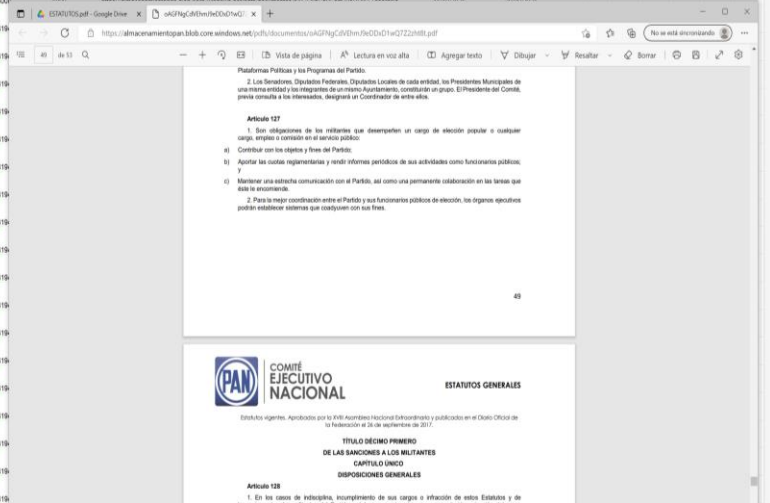 ESTATUTOS.pdf - Google Drive
https://almacenamientopan.blob.core.windows.net/pdfs/documentos/
No se está sincronizando
49 de 53
Vista de página
Lectura en voz alta
Agregar texto
Dibujar
Resaltar
Borrar
Plataformas Políticas y los Programas del Partido.
2. Los Senadores, Diputados Federales, Diputados Locales de cada entidad, los Presidentes Municipales de
una misma entidad y los integrantes de un mismo Ayuntamiento, constituirán un grupo. El Presidente del Comité,
previa consulta a los interesados, designará un Coordinador de entre ellos.
Artículo 127
1. Son obligaciones de los militantes que desempeñen un cargo de elección popular o cualquier
cargo, empleo o comisión en el servicio público:
a) Contribuir con los objetos y fines del Partido;
b) Aportar las cuotas reglamentarias y rendir informes periódicos de sus actividades como funcionarios públicos;
y
c) Mantener una estrecha comunicación con el Partido, así como una permanente colaboración en las tareas que
éste le encomiende.
2. Para la mejor coordinación entre el Partido y sus funcionarios públicos de elección, los órganos ejecutivos
podrán establecer sistemas que coadyuven con sus fines.
49
PAN
COMITÉ
EJECUTIVO
NACIONAL
ESTATUTOS GENERALES
Estatutos vigentes. Aprobados por la XVIII Asamblea Nacional Extraordinaria y publicados en el Diario Oficial de
la Federación el 26 de septiembre de 2017.
TÍTULO DÉCIMO PRIMERO
DE LAS SANCIONES A LOS MILITANTES
CAPÍTULO ÚNICO
DISPOSICIONES GENERALES
Artículo 128
1. En los casos de indisciplina, incumplimiento de sus cargos o infracción de estos Estatutos y de